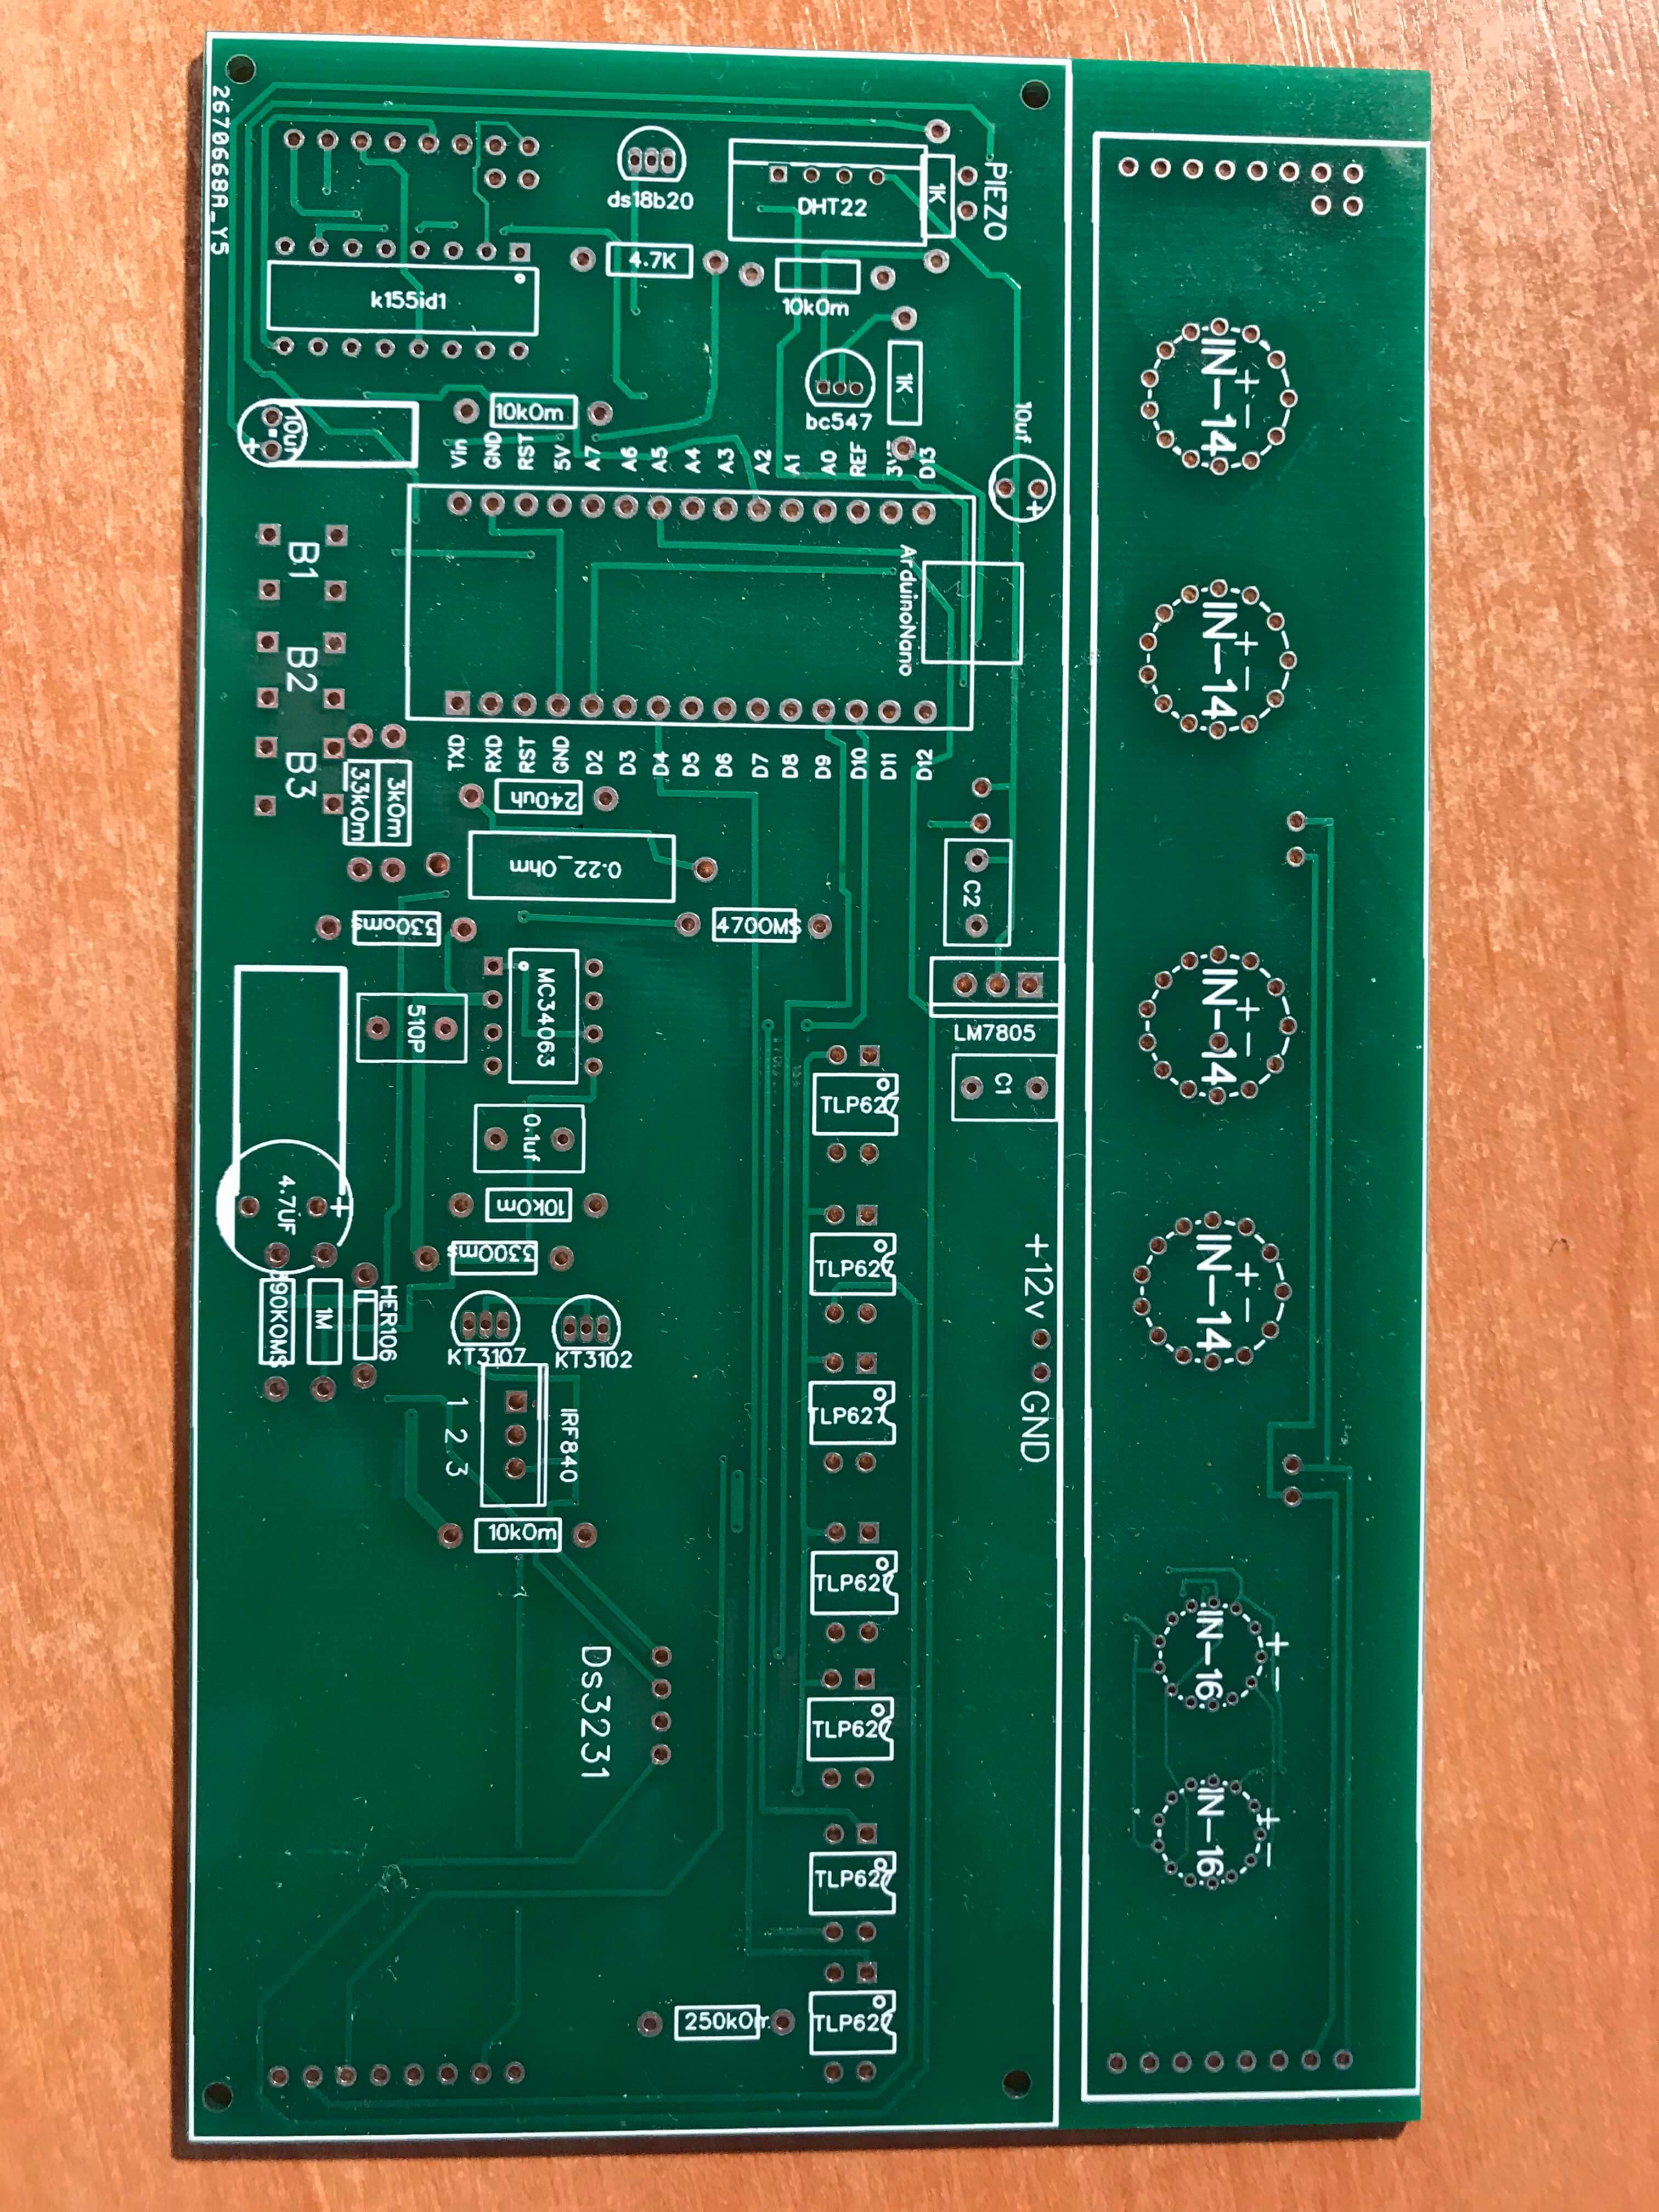 + -
+ -
+ -
+ -
+ -
+ -
IN-14
IN-14
IN-14
IN-14
IN-16
IN-16
10uf
+
LM7805
C1
+12v
GND
PIEZO
1K
C2
1K
ArduinoNano
D13
3V3
REF
A0
A1
A2
A3
A4
A5
A6
A7
5V
RST
GND
Vin
D12
D11
D10
D9
D8
D7
D6
D5
D4
D3
D2
GND
RST
RXD
TXD
DHT22
10kOm
bc547
TLP627
TLP627
TLP627
TLP627
TLP627
TLP627
TLP627
470OMS
250kOm
ds18b20
4.7K
0.22_Ohm
Ds3231
10kOm
240uh
MC34063
0.1uf
10kOm
3300ms
KT3102
KT3107
IRF840
1 2 3
10kOm
k155id1
3kOm
33kOm
330oms
510P
HER106
1M
390KOMS
+
4.7UF
B1
B2
B3
10uf
+
2670668A_Y5